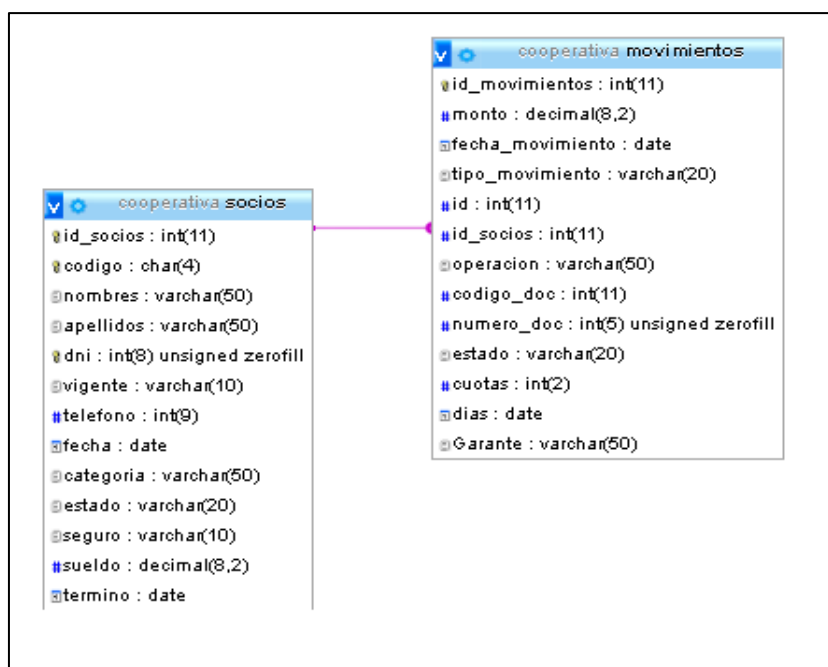 cooperativa movimientos
id_movimientos : int(11)
monto : decimal(8,2)
fecha_movimiento : date
tipo_movimiento : varchar(20)
id : int(11)
id_socios : int(11)
operacion : varchar(50)
codigo_doc : int(11)
numero_doc : int(5) unsigned zerofill
estado : varchar(20)
cuotas : int(2)
dias : date
Garante : varchar(50)
cooperativa socios
id_socios : int(11)
codigo : char(4)
nombres : varchar(50)
apellidos : varchar(50)
dni : int(8) unsigned zerofill
vigente : varchar(10)
telefono : int(9)
fecha : date
categoria : varchar(50)
estado : varchar(20)
seguro : varchar(10)
sueldo : decimal(8,2)
termino : date